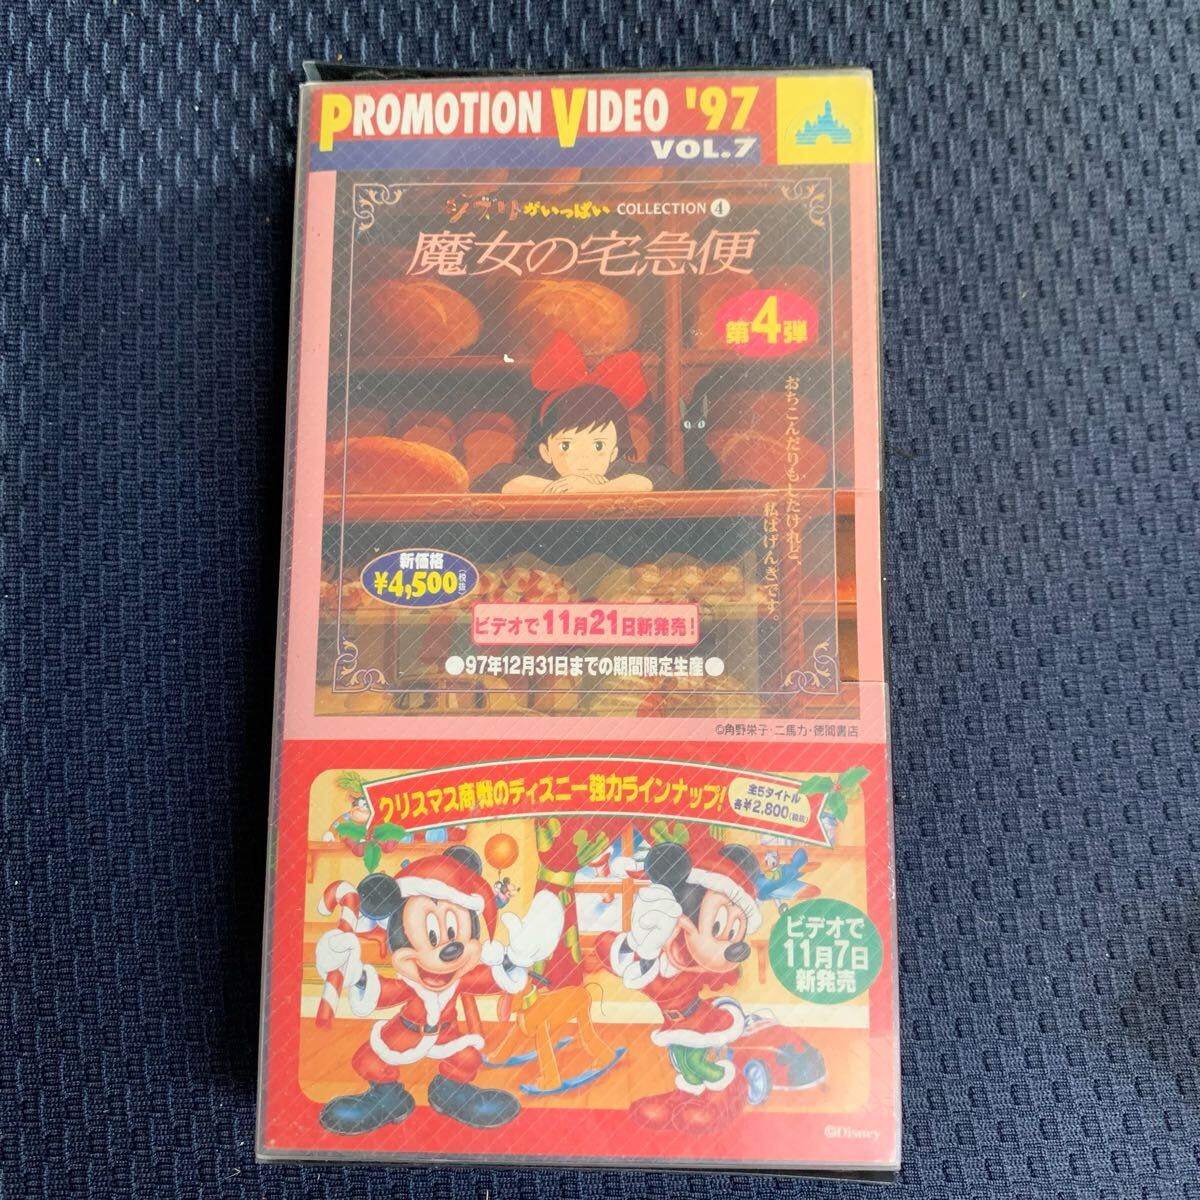 PROMOTION VIDEO '97
VOL.7
ジブリがいっぱい COLLECTION 4
魔女の宅急便
第4弾
おちこんだりもしたけれど、
私はげんきです。
新価格
¥4,500(税抜)
ビデオで11月21日新発売!
●97年12月31日までの期間限定生産●
©角野栄子・二馬力・徳間書店
クリスマス商戦のディズニー強力ラインナップ!
全5タイトル
各¥2,800(税抜)
ビデオで
11月7日
新発売
©Disney